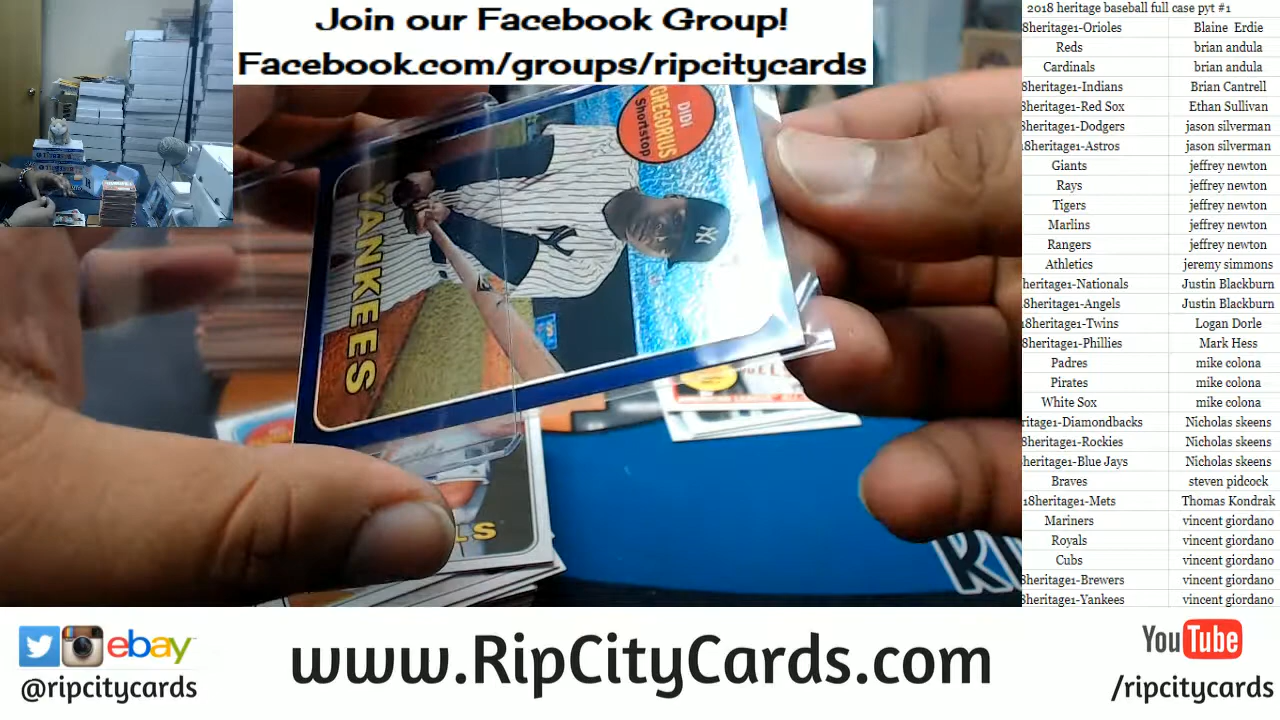 Join our Facebook Group!
Facebook.com/groups/ripcitycards
2018 heritage baseball full case pyt #1
8heritage1-Orioles Blaine Erdie
Reds brian andula
Cardinals brian andula
8heritage1-Indians Brian Cantrell
8heritage1-Red Sox Ethan Sullivan
8heritage1-Dodgers jason silverman
8heritage1-Astros jason silverman
Giants jeffrey newton
Rays jeffrey newton
Tigers jeffrey newton
Marlins jeffrey newton
Rangers jeffrey newton
Athletics jeremy simmons
heritage1-Nationals Justin Blackburn
8heritage1-Angels Justin Blackburn
8heritage1-Twins Logan Dorle
8heritage1-Phillies Mark Hess
Padres mike colona
Pirates mike colona
White Sox mike colona
ritage1-Diamondbacks Nicholas skeens
8heritage1-Rockies Nicholas skeens
heritage1-Blue Jays Nicholas skeens
Braves steven pidcock
18heritage1-Mets Thomas Kondrak
Mariners vincent giordano
Royals vincent giordano
Cubs vincent giordano
8heritage1-Brewers vincent giordano
8heritage1-Yankees vincent giordano
DIDI
GREGORIUS
Shortstop
YANKEES
LS
RI
ebay
@ripcitycards
www.RipCityCards.com
YouTube
/ripcitycards